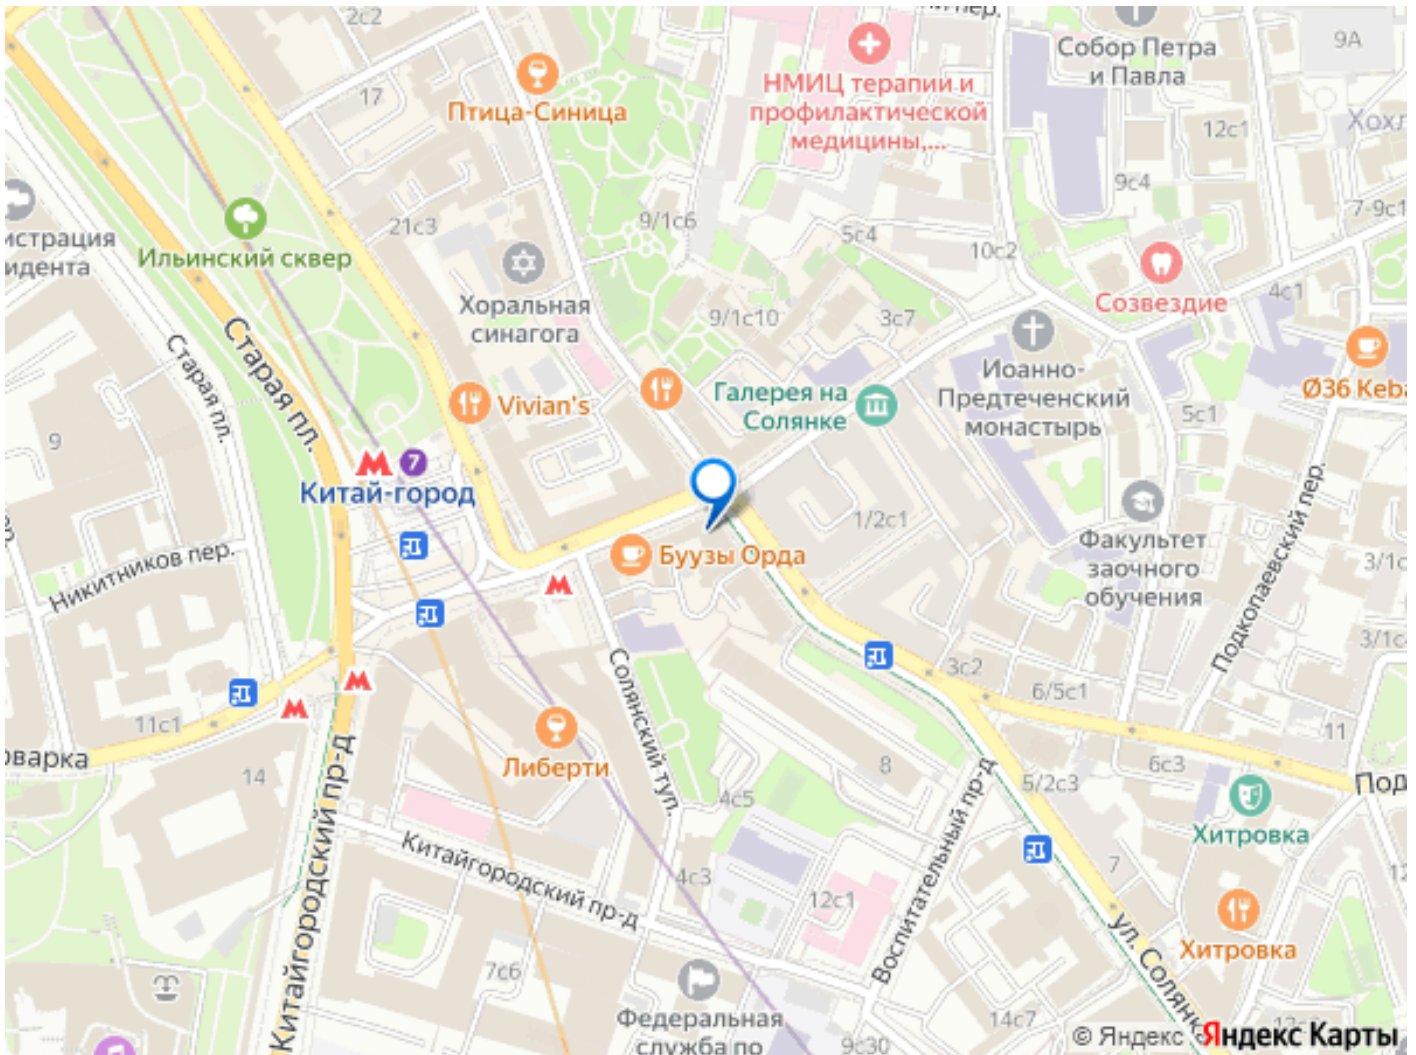 2с2
пер.
Собор Петра
и Павла
9А
17
Птица-Синица
НМИЦ терапии и
профилактической
медицины,...
12с1
9с4
7-9с1
21с3
9/1с6
5с4
10с2
Ильинский сквер
Созвездие
4с1
Хоральная
синагога
9/1с10
3с7
Старая пл.
Старая пл.
Иоанно-
Предтеченский
монастырь
Ø36
Vivian's
Галерея на
Солянке
5с1
9
7
Китай-город
1/2с1
Буузы Орда
Факультет
заочного
обучения
Никитников пер.
Подкопаевский пер.
3/1с
3/1с4
Солянский туп.
3с2
6/5с1
11с1
11
14
Либерти
8
6с3
5/2с3
4с5
Хитровка
Китайгородский пр-д
Китайгородский пр-д
Воспитательный пр-д
4с3
12с1
7
ул. Солянка
Хитровка
7с6
Федеральная
служба по
14с7
9с30
© Яндекс
Яндекс Карты